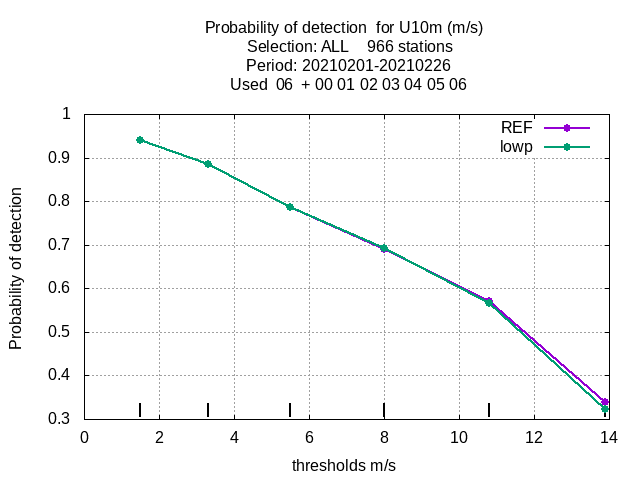 Probability of detection  for U10m (m/s)
Selection: ALL    966 stations
Period: 20210201-20210226
Used  06  + 00 01 02 03 04 05 06
REF
lowp
1
0.9
0.8
0.7
0.6
0.5
0.4
0.3
Probability of detection
0 2 4 6 8 10 12 14
thresholds m/s